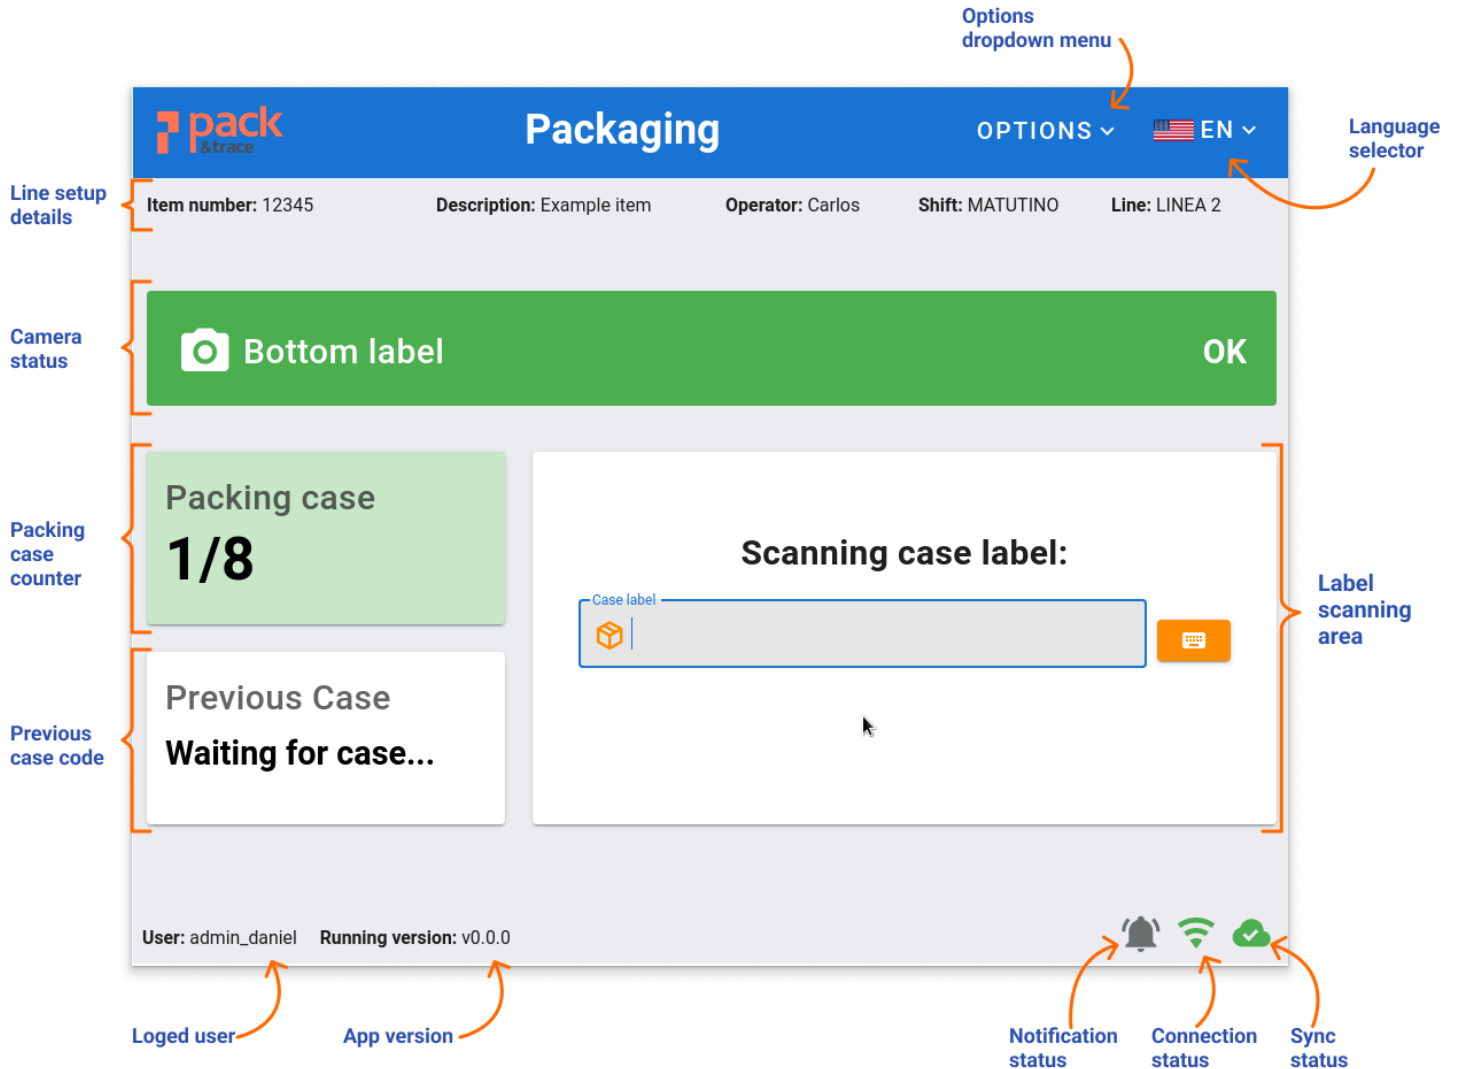 Options
dropdown menu
pack
&trace
Packaging
OPTIONS
EN
Language
selector
Line setup
details
Item number: 12345
Description: Example item
Operator: Carlos
Shift: MATUTINO
Line: LINEA 2
Camera
status
Bottom label
OK
Packing
case
counter
Packing case
1/8
Scanning case label:
Case label
Label
scanning
area
Previous
case code
Previous Case
Waiting for case...
User: admin_daniel
Running version: v0.0.0
Loged user
App version
Notification
status
Connection
status
Sync
status